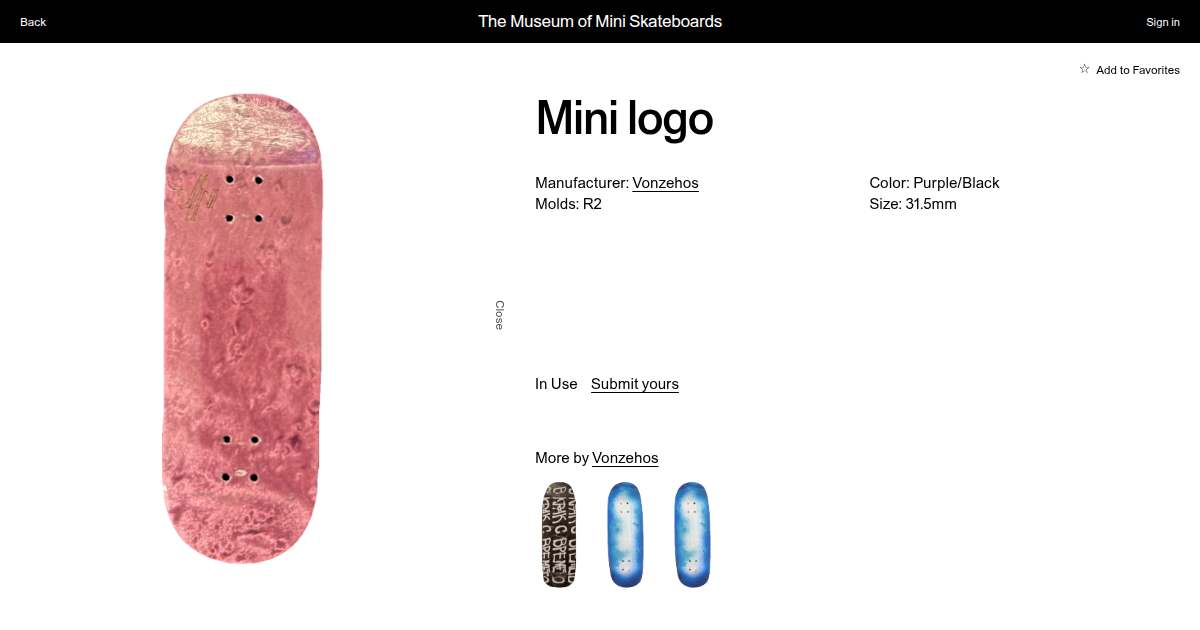 Back
The Museum of Mini Skateboards
Sign in
☆ Add to Favorites
Mini logo
Manufacturer: Vonzehos
Molds: R2
Color: Purple/Black
Size: 31.5mm
Close
In Use Submit yours
More by Vonzehos